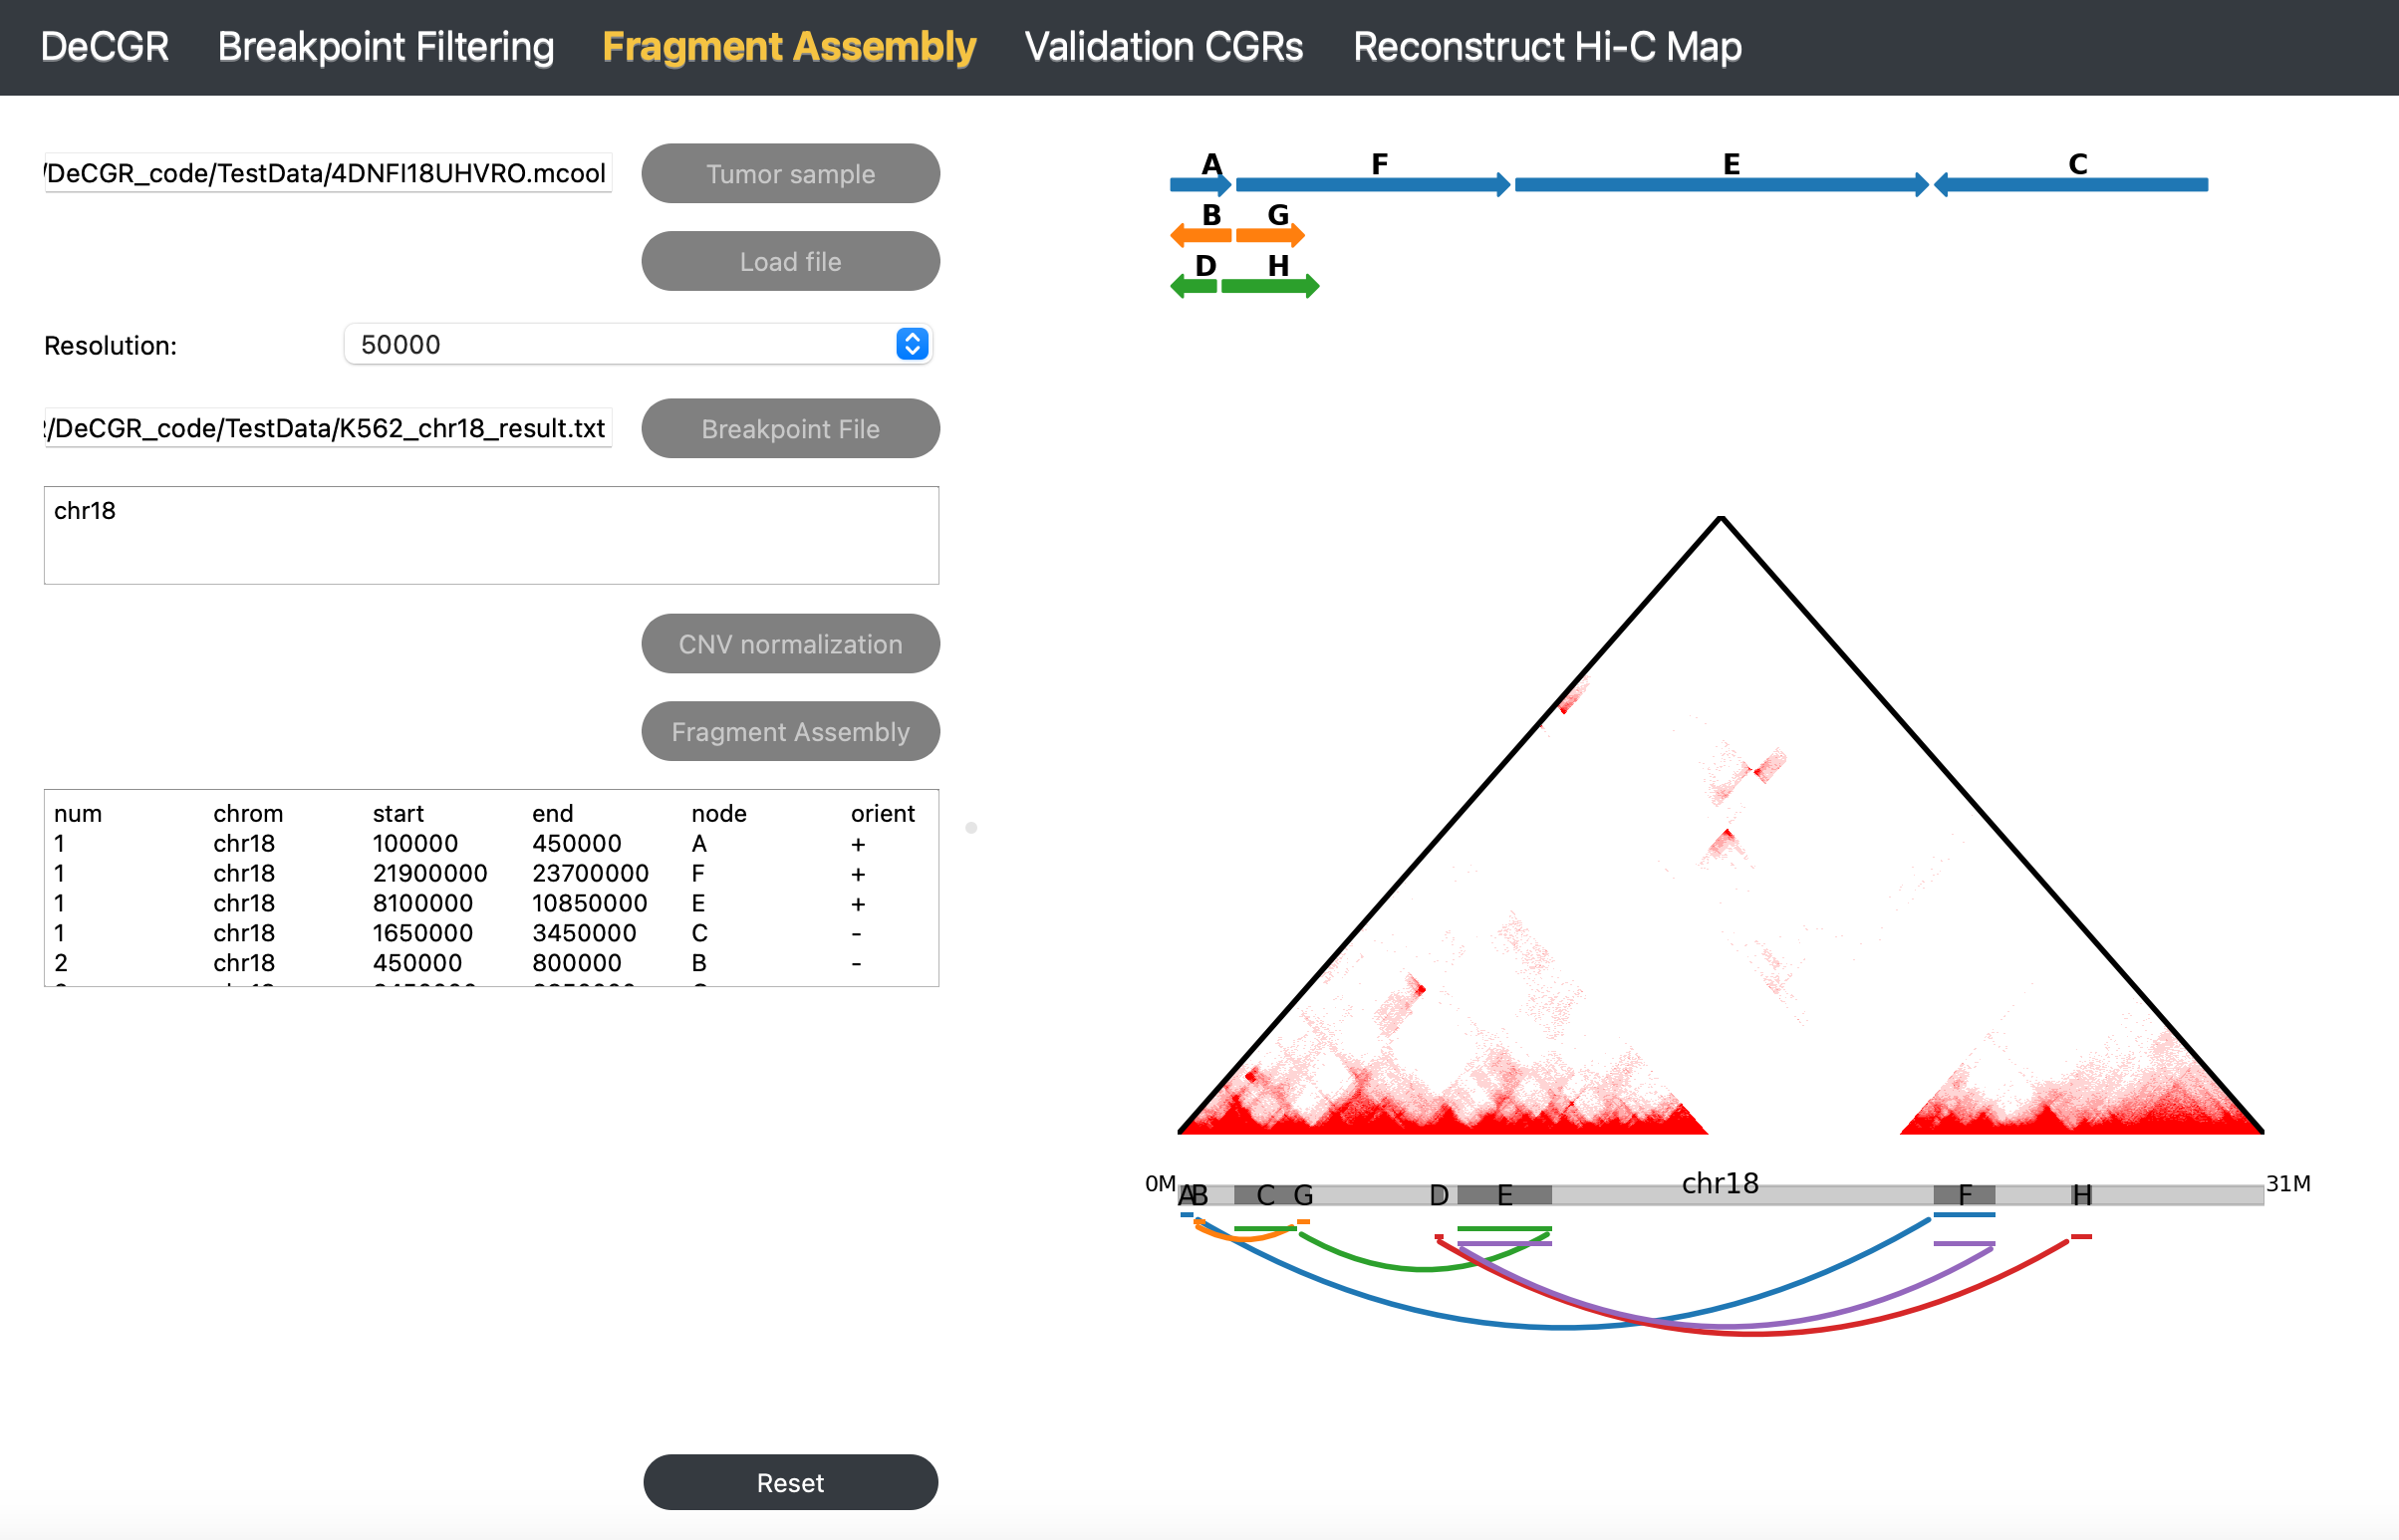 DeCGR Breakpoint Filtering Fragment Assembly Validation CGRs Reconstruct Hi-C Map
/DeCGR_code/TestData/4DNFI18UHVRO.mcool Tumor sample
Load file
Resolution: 50000
/DeCGR_code/TestData/K562_chr18_result.txt Breakpoint File
chr18
CNV normalization
Fragment Assembly
num chrom start end node orient
1 chr18 100000 450000 A +
1 chr18 21900000 23700000 F +
1 chr18 8100000 10850000 E +
1 chr18 1650000 3450000 C -
2 chr18 450000 800000 B -
Reset
A F E C
B G
D H
0M chr18 31M
A B C G D E F H